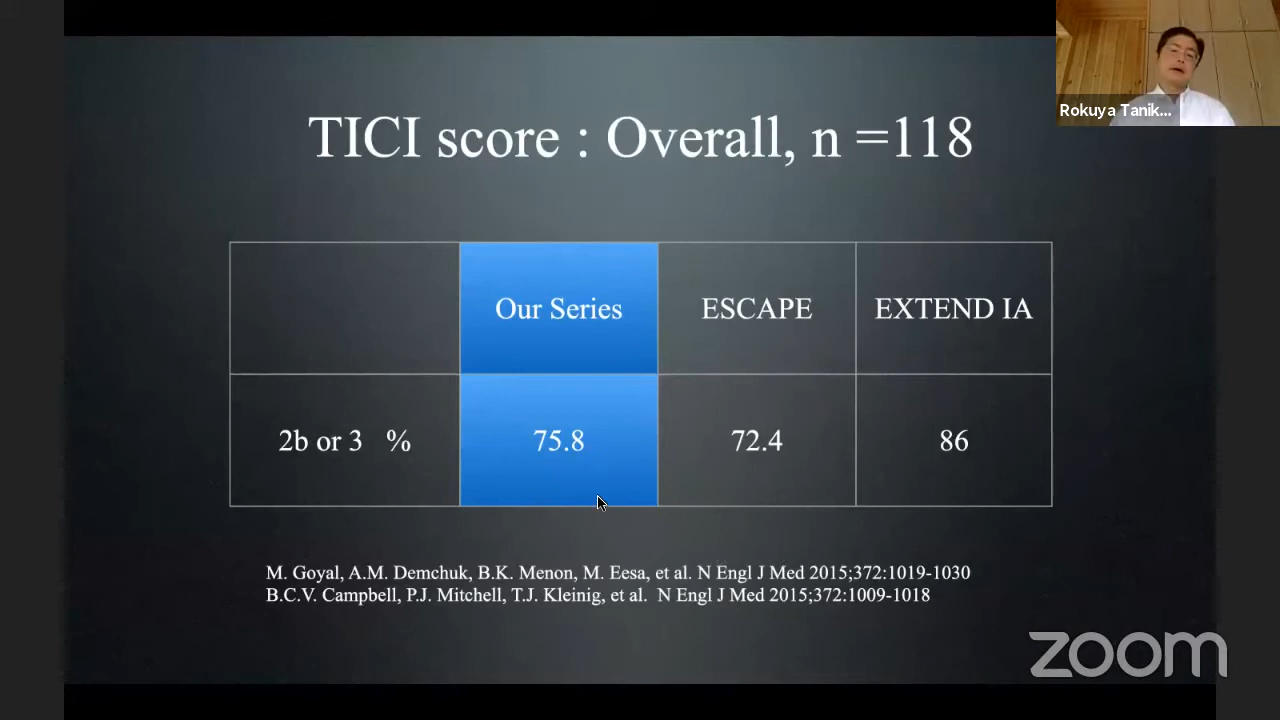 Rokuya Tanik...
TICI score : Overall, n =118
Our Series ESCAPE EXTEND IA
2b or 3 % 75.8 72.4 86
M. Goyal, A.M. Demchuk, B.K. Menon, M. Eesa, et al. N Engl J Med 2015;372:1019-1030
B.C.V. Campbell, P.J. Mitchell, T.J. Kleinig, et al. N Engl J Med 2015;372:1009-1018
zoom